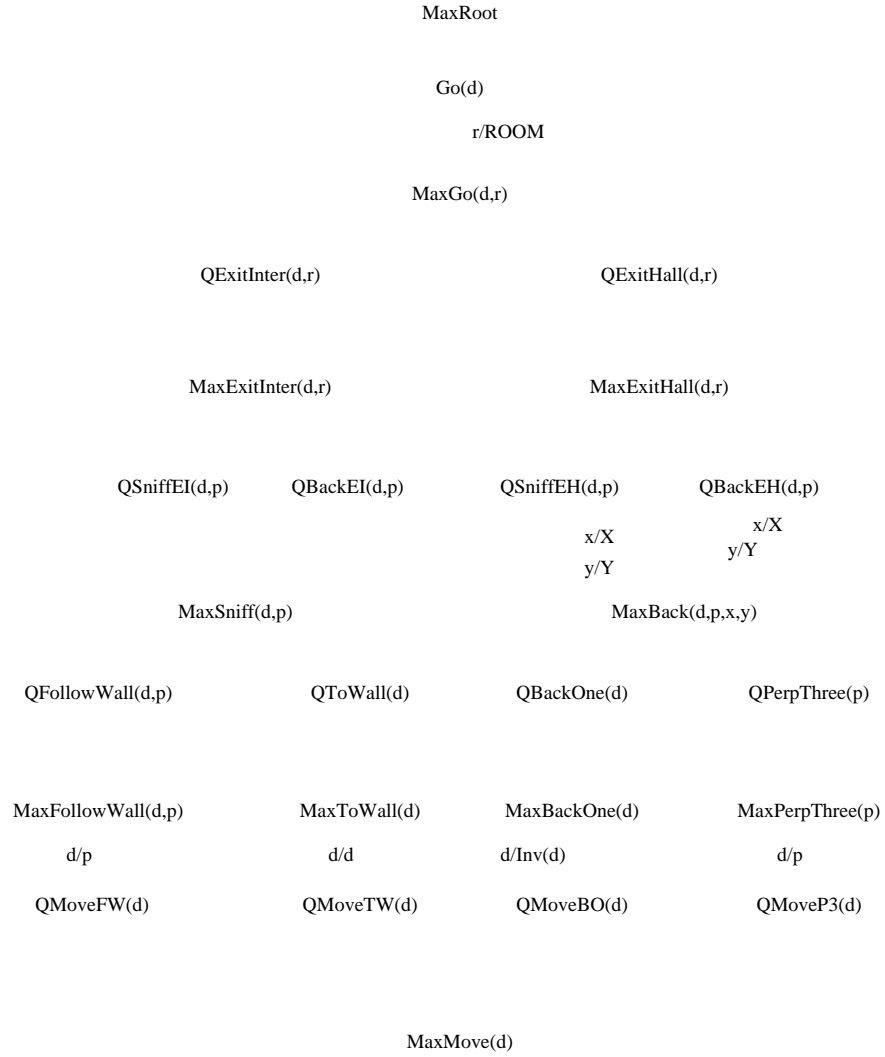 MaxRoot
Go(d)
r/ROOM
MaxGo(d,r)
QExitInter(d,r) QExitHall(d,r)
MaxExitInter(d,r) MaxExitHall(d,r)
QSniffEI(d,p) QBackEI(d,p) QSniffEH(d,p) QBackEH(d,p)
x/X x/X
y/Y y/Y
MaxSniff(d,p) MaxBack(d,p,x,y)
QFollowWall(d,p) QToWall(d) QBackOne(d) QPerpThree(p)
MaxFollowWall(d,p) MaxToWall(d) MaxBackOne(d) MaxPerpThree(p)
d/p d/d d/Inv(d) d/p
QMoveFW(d) QMoveTW(d) QMoveBO(d) QMoveP3(d)
MaxMove(d)